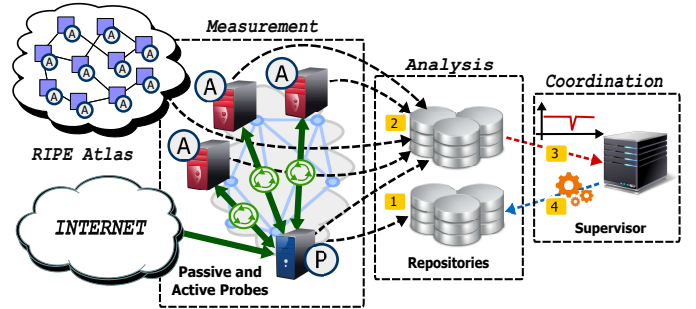 Measurement
Analysis
Coordination
A
A
A
A
A
A
A
A
A
A
A
A
RIPE Atlas
2
3
1
4
INTERNET
P
Passive and
Active Probes
Repositories
Supervisor